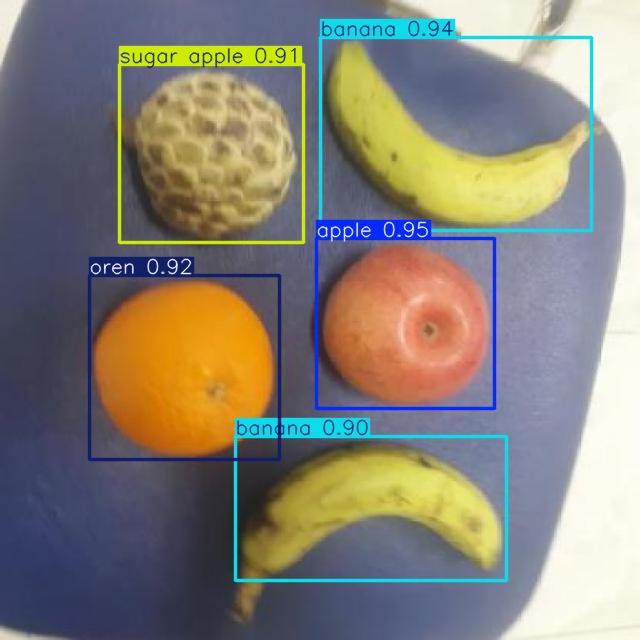 banana 0.94
sugar apple 0.91
apple 0.95
oren 0.92
banana 0.90